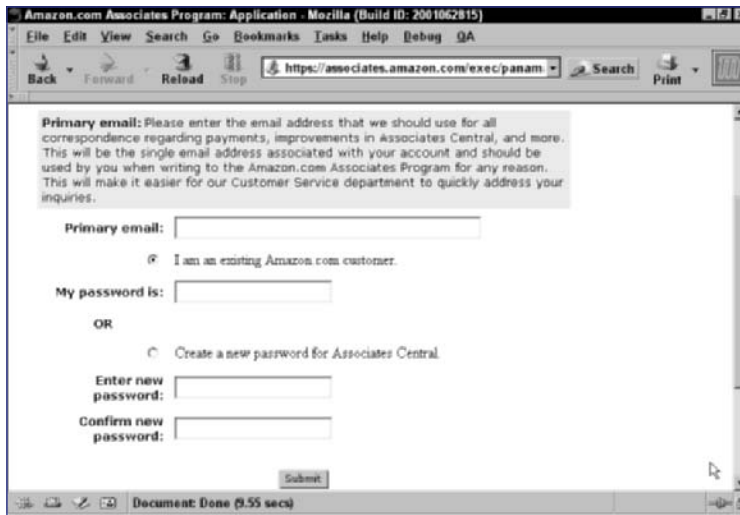 Amazon.com Associates Program: Application - Mozilla (Build ID: 2001062815)
File Edit View Search Go Bookmarks Tasks Help Debug QA
Back Forward Reload Stop https://associates.amazon.com/exec/panam Search Print
Primary email: Please enter the email address that we should use for all
correspondence regarding payments, improvements in Associates Central, and more.
This will be the single email address associated with your account and should be
used by you when writing to the Amazon.com Associates Program for any reason.
This will make it easier for our Customer Service department to quickly address your
inquiries.
Primary email:
I am an existing Amazon.com customer.
My password is:
OR
Create a new password for Associates Central.
Enter new
password:
Confirm new
password:
Submit
Document: Done (9.55 secs)